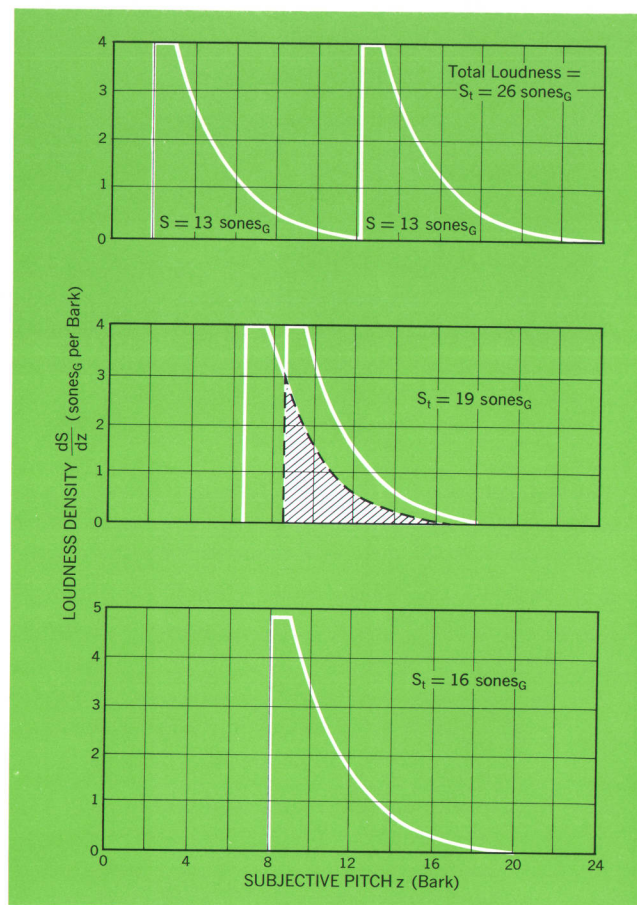 4
3
2
1
0
Total Loudness =
S_t = 26 sones_G
S = 13 sones_G
S = 13 sones_G
4
3
2
1
0
S_t = 19 sones_G
LOUDNESS DENSITY dS/dz (sones_G per Bark)
5
4
3
2
1
0
S_t = 16 sones_G
0 4 8 12 16 20 24
SUBJECTIVE PITCH z (Bark)